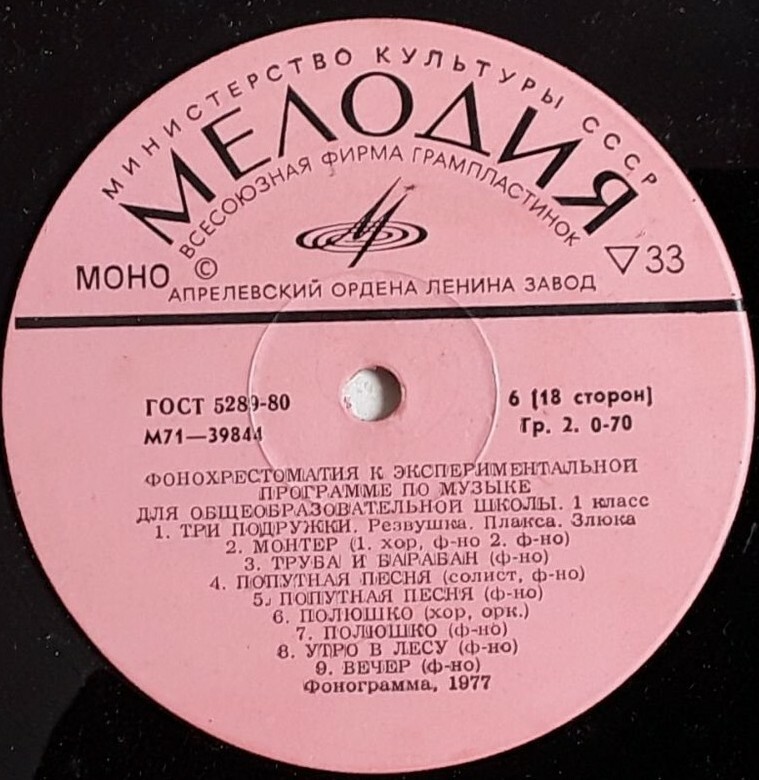 МИНИСТЕРСТВО КУЛЬТУРЫ СССР
МЕЛОДИЯ
ВСЕСОЮЗНАЯ ФИРМА ГРАМПЛАСТИНОК
МОНО © ▽33
АПРЕЛЕВСКИЙ ОРДЕНА ЛЕНИНА ЗАВОД
ГОСТ 5289-80 6 (18 сторон)
М71—39844 Гр. 2. 0-70
ФОНОХРЕСТОМАТИЯ К ЭКСПЕРИМЕНТАЛЬНОЙ
ПРОГРАММЕ ПО МУЗЫКЕ
ДЛЯ ОБЩЕОБРАЗОВАТЕЛЬНОЙ ШКОЛЫ. 1 класс
1. ТРИ ПОДРУЖКИ. Резвушка. Плакса. Злюка
2. МОНТЕР (1. хор, ф-но 2. ф-но)
3. ТРУБА И БАРАБАН (ф-но)
4. ПОПУТНАЯ ПЕСНЯ (солист, ф-но)
5. ПОПУТНАЯ ПЕСНЯ (ф-но)
6. ПОЛЮШКО (хор, орк.)
7. ПОЛЮШКО (ф-но)
8. УТРО В ЛЕСУ (ф-но)
9. ВЕЧЕР (ф-но)
Фонограмма, 1977